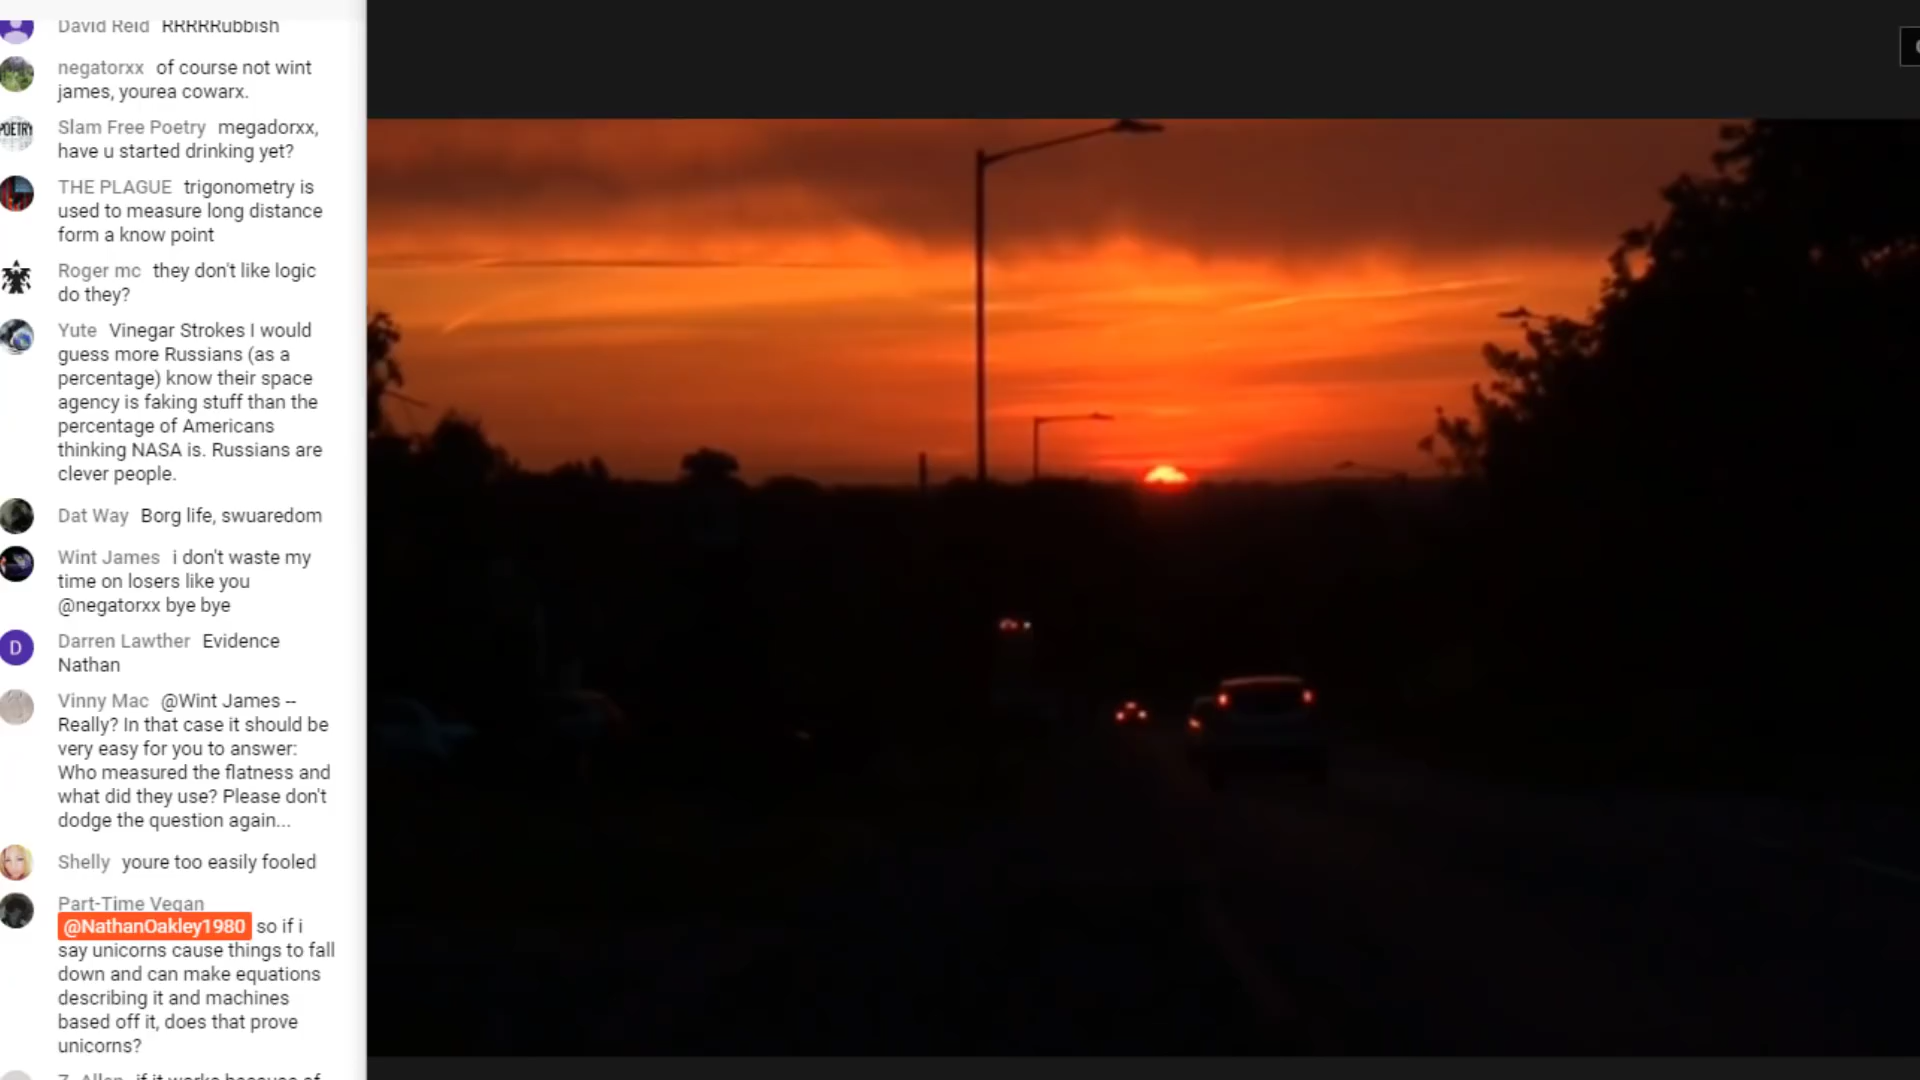 David Reid RRRRRubbish
negatorxx of course not wint
james, yourea cowarx.
POETRY
Slam Free Poetry megadorxx,
have u started drinking yet?
THE PLAGUE trigonometry is
used to measure long distance
form a know point
Roger mc they don't like logic
do they?
Yute Vinegar Strokes I would
guess more Russians (as a
percentage) know their space
agency is faking stuff than the
percentage of Americans
thinking NASA is. Russians are
clever people.
Dat Way Borg life, swuaredom
Wint James i don't waste my
time on losers like you
@negatorxx bye bye
D
Darren Lawther Evidence
Nathan
Vinny Mac @Wint James --
Really? In that case it should be
very easy for you to answer:
Who measured the flatness and
what did they use? Please don't
dodge the question again...
Shelly youre too easily fooled
Part-Time Vegan
@NathanOakley1980 so if i
say unicorns cause things to fall
down and can make equations
describing it and machines
based off it, does that prove
unicorns?
Z. Allen if it works because of